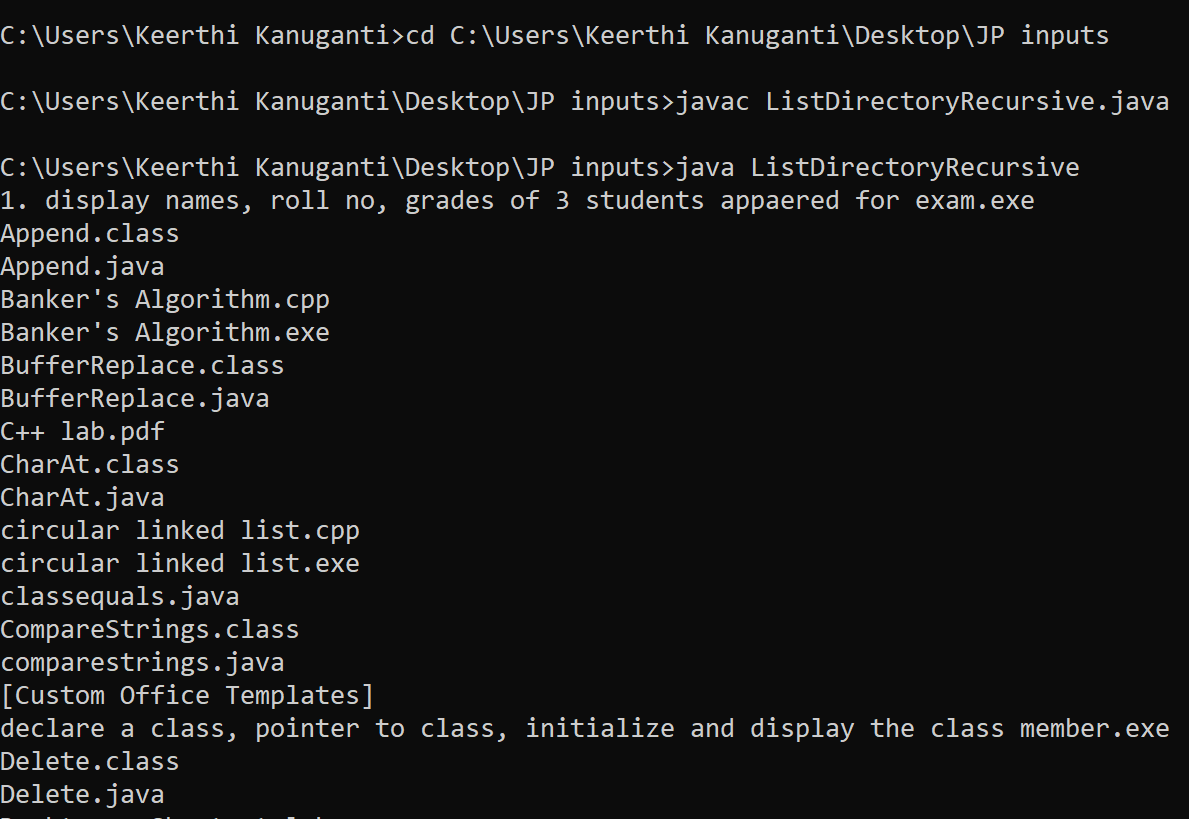 C:\Users\Keerthi Kanuganti>cd C:\Users\Keerthi Kanuganti\Desktop\JP inputs
C:\Users\Keerthi Kanuganti\Desktop\JP inputs>javac ListDirectoryRecursive.java
C:\Users\Keerthi Kanuganti\Desktop\JP inputs>java ListDirectoryRecursive
1. display names, roll no, grades of 3 students appaered for exam.exe
Append.class
Append.java
Banker's Algorithm.cpp
Banker's Algorithm.exe
BufferReplace.class
BufferReplace.java
C++ lab.pdf
CharAt.class
CharAt.java
circular linked list.cpp
circular linked list.exe
classequals.java
CompareStrings.class
comparestrings.java
[Custom Office Templates]
declare a class, pointer to class, initialize and display the class member.exe
Delete.class
Delete.java